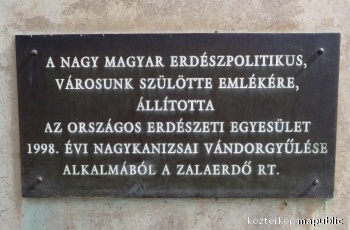 A NAGY MAGYAR ERDÉSZPOLITIKUS,
VÁROSUNK SZÜLÖTTE EMLÉKÉRE,
ÁLLÍTOTTA
AZ ORSZÁGOS ERDÉSZETI EGYESÜLET
1998. ÉVI NAGYKANIZSAI VÁNDORGYŰLÉSE
ALKALMÁBÓL A ZALAERDŐ RT.
kozterkep mapublic